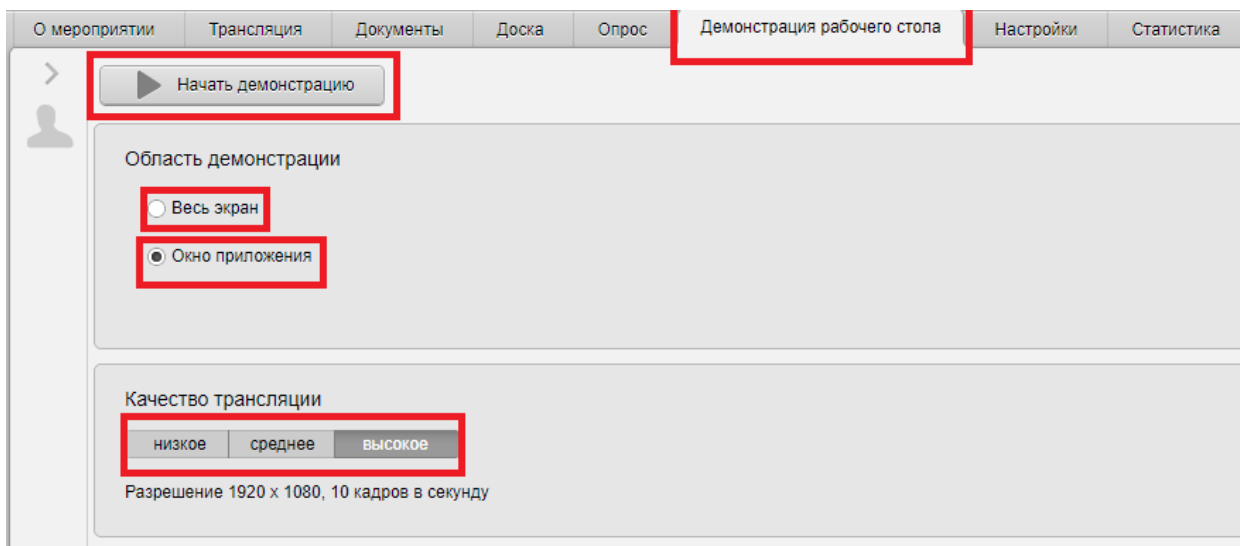 О мероприятии Трансляция Документы Доска Опрос Демонстрация рабочего стола Настройки Статистика
Начать демонстрацию
Область демонстрации
Весь экран
Окно приложения
Качество трансляции
низкое среднее высокое
Разрешение 1920 x 1080, 10 кадров в секунду